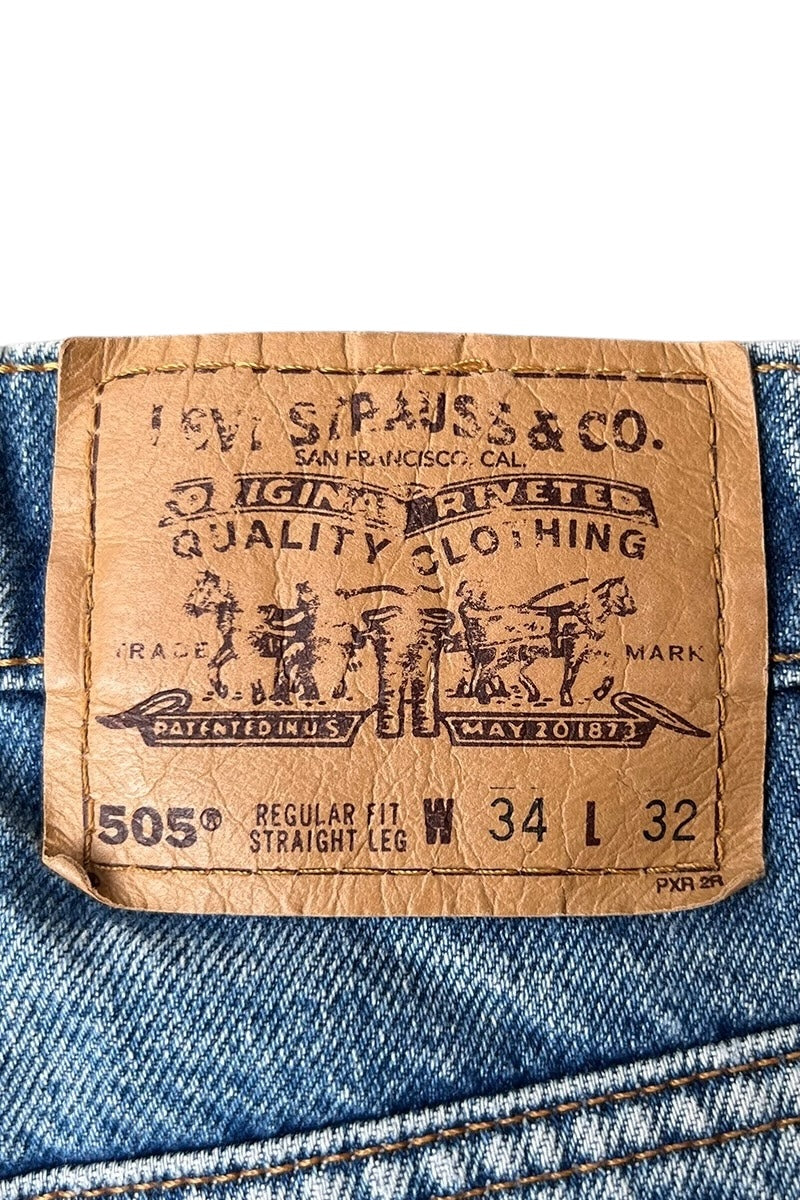 LEVI STRAUSS & CO.
SAN FRANCISCO, CAL.
ORIGINAL RIVETED
QUALITY CLOTHING
TRADE MARK
PATENTED IN U.S. MAY 20 1873
505® REGULAR FIT STRAIGHT LEG W 34 L 32
PXR 2R